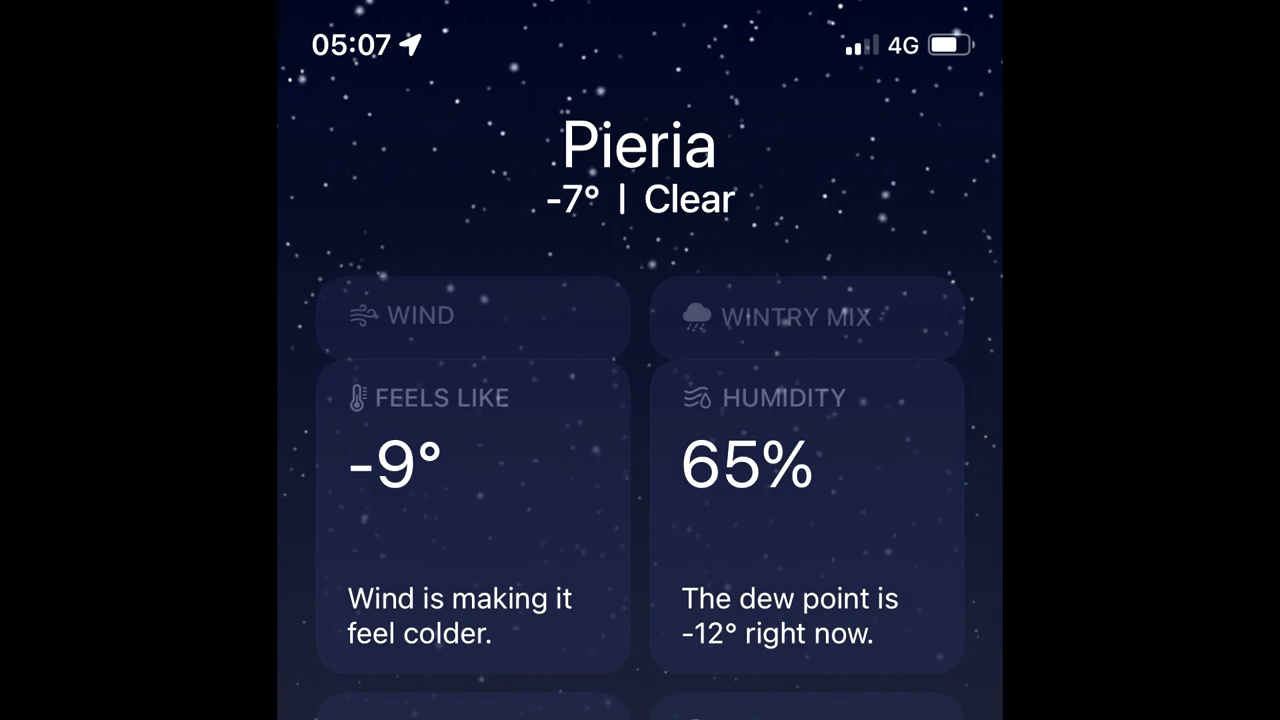 05:07
4G
Pieria
-7° | Clear
WIND
WINTRY MIX
FEELS LIKE
HUMIDITY
-9°
65%
Wind is making it
feel colder.
The dew point is
-12° right now.